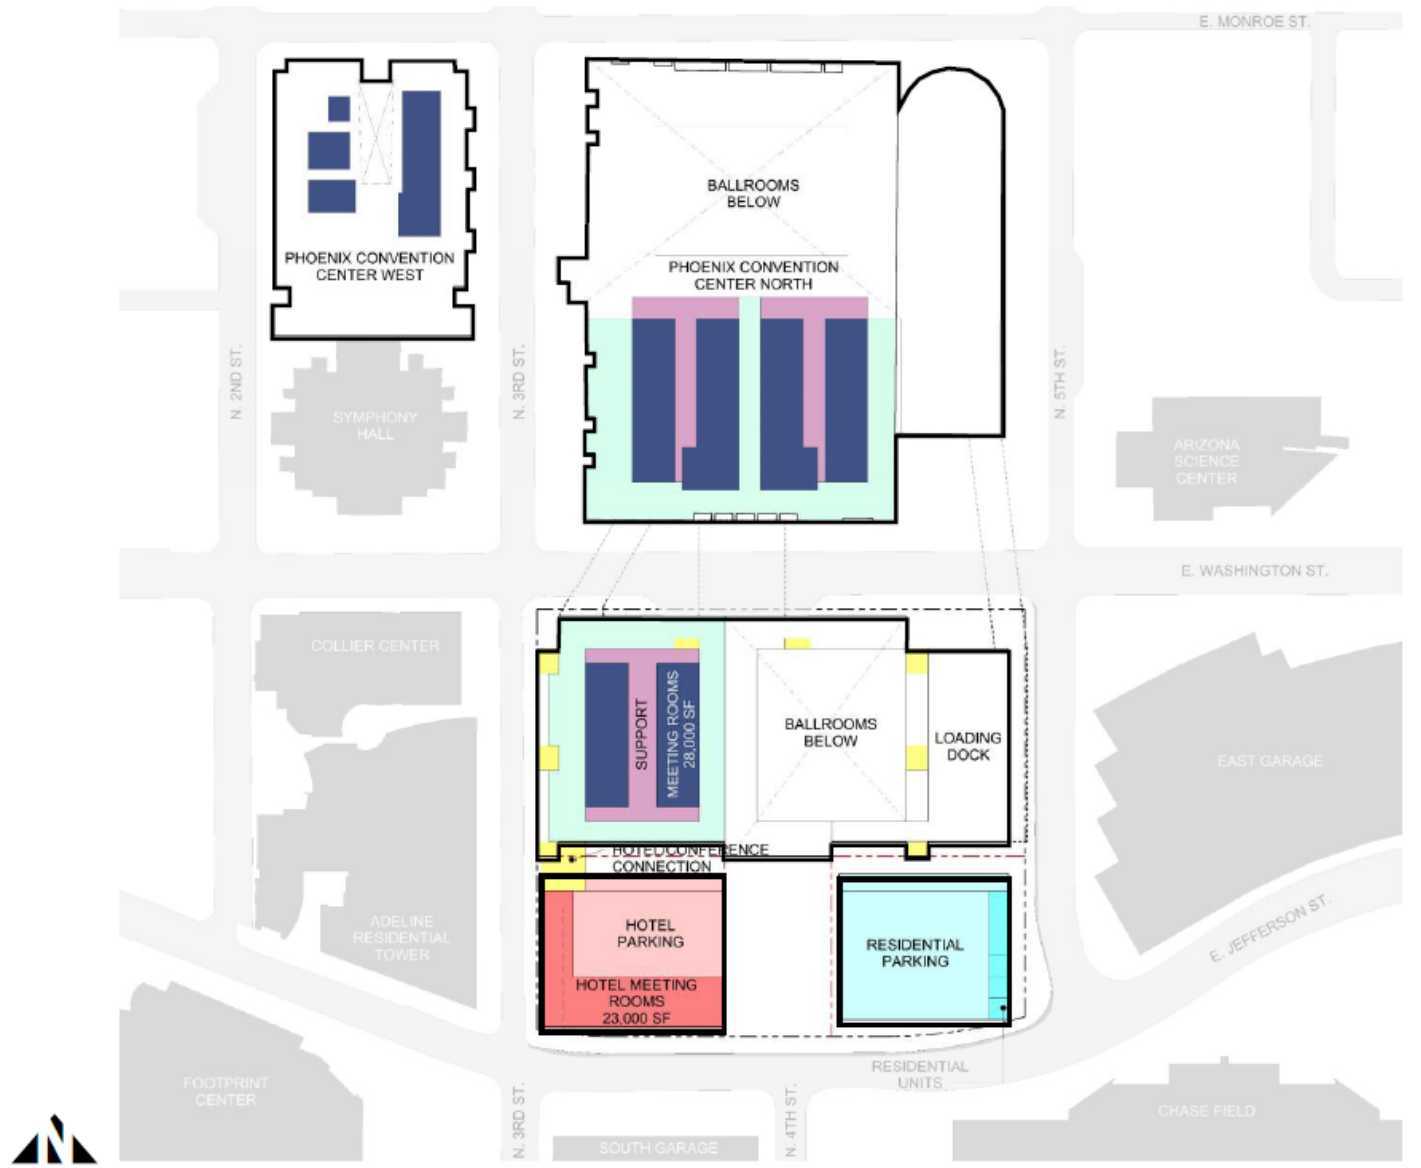 E. MONROE ST.
BALLROOMS
BELOW
PHOENIX CONVENTION
CENTER WEST
PHOENIX CONVENTION
CENTER NORTH
N. 2ND ST.
N. 3RD ST.
N. 5TH ST.
SYMPHONY
HALL
ARIZONA
SCIENCE
CENTER
E. WASHINGTON ST.
COLLIER CENTER
SUPPORT
MEETING ROOMS
28,000 SF
BALLROOMS
BELOW
LOADING
DOCK
EAST GARAGE
HOTEL/CONFERENCE
CONNECTION
ADELINE
RESIDENTIAL
TOWER
HOTEL
PARKING
RESIDENTIAL
PARKING
E. JEFFERSON ST.
HOTEL MEETING
ROOMS
23,000 SF
RESIDENTIAL
UNITS
FOOTPRINT
CENTER
N. 3RD ST.
N. 4TH ST.
CHASE FIELD
SOUTH GARAGE
N